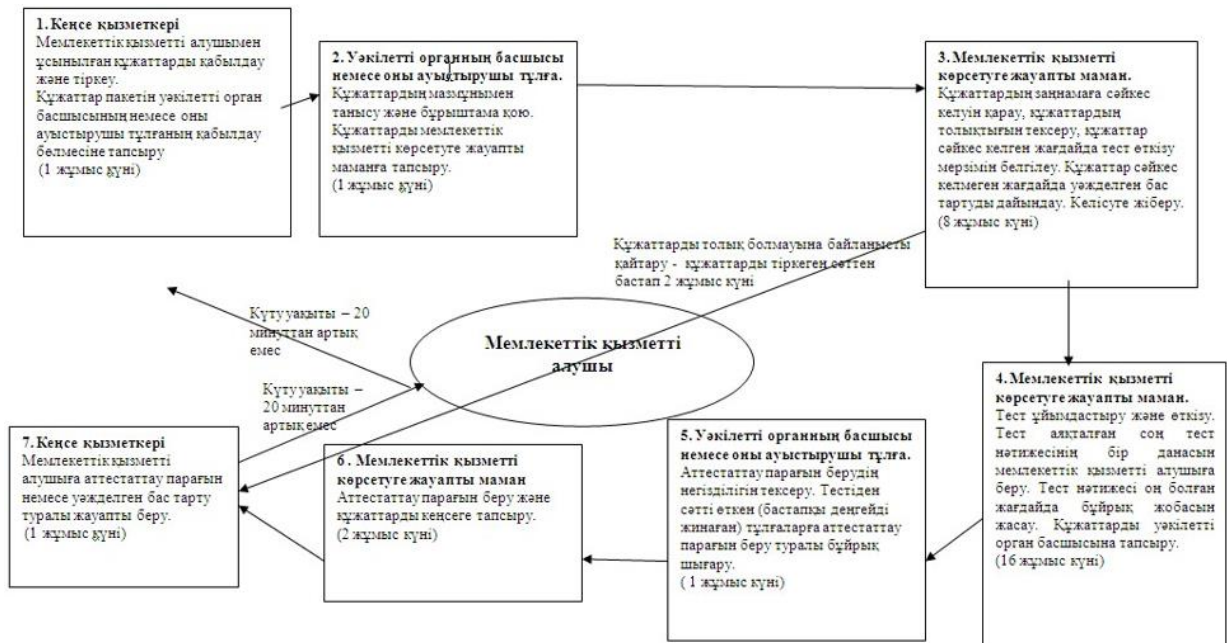 1. Кеңсе қызметкері
Мемлекеттік қызметті алушымен
ұсынылған құжаттарды қабылдау
және тіркеу.
Құжаттар пакетін уәкілетті орган
басшысының немесе оны
ауыстырушы тұлғаның қабылдау
бөлмесіне тапсыру
(1 жұмыс күні)
2. Уәкілетті органның басшысы
немесе оны ауыстырушы тұлға.
Құжаттардың мазмұнымен
танысу және бұрыштама қою.
Құжаттарды мемлекеттік
қызметті көрсетуге жауапты
маманға тапсыру.
(1 жұмыс күні)
3. Мемлекеттік қызметті
көрсетуге жауапты маман.
Құжаттардың заңнамаға сәйкес
келуін қарау, құжаттардың
толықтығын тексеру, құжаттар
сәйкес келген жағдайда тест өткізу
мерзімін белгілеу. Құжаттар сәйкес
келмеген жағдайда уәжделген бас
тартуды дайындау. Келісуге жіберу.
(8 жұмыс күні)
Құжаттарды толық болмауына байланысты
қайтару - құжаттарды тіркеген сәттен
бастап 2 жұмыс күні
Күту уақыты – 20
минуттан артық
емес
Мемлекеттік қызметті
алушы
Күту уақыты –
20 минуттан
артық емес
4. Мемлекеттік қызметті
көрсетуге жауапты маман.
Тест ұйымдастыру және өткізу.
Тест аяқталған соң тест
нәтижесінің бір данасын
мемлекеттік қызметті алушыға
беру. Тест нәтижесі оң болған
жағдайда бұйрық жобасын
жасау. Құжаттарды уәкілетті
орган басшысына тапсыру.
(16 жұмыс күні)
5. Уәкілетті органның басшысы
немесе оны ауыстырушы тұлға.
Аттестаттау парағын берудің
негізділігін тексеру. Тестіден
сәтті өткен (бастапқы деңгейді
жинаған) тұлғаларға аттестаттау
парағын беру туралы бұйрық
шығару.
( 1 жұмыс күні)
6 . Мемлекеттік қызметті
көрсетуге жауапты маман
Аттестаттау парағын беру және
құжаттарды кеңсеге тапсыру.
(2 жұмыс күні)
7. Кеңсе қызметкері
Мемлекеттік қызметті
алушыға аттестаттау парағын
немесе уәжделген бас тарту
туралы жауапты беру.
(1 жұмыс күні)